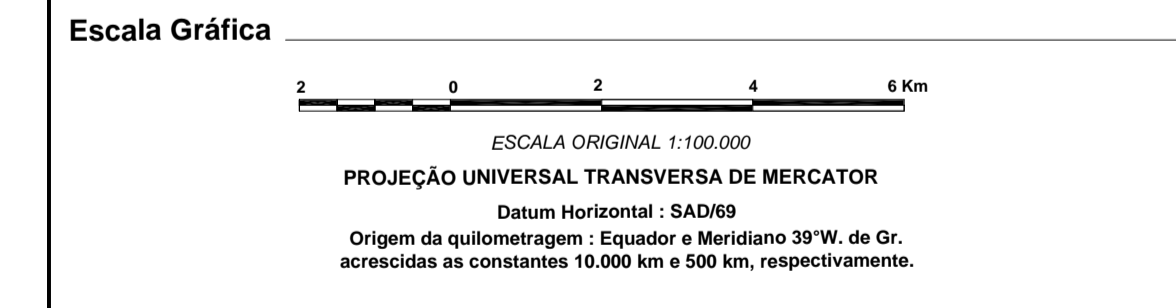 Escala Gráfica
2 0 2 4 6 Km
ESCALA ORIGINAL 1:100.000
PROJEÇÃO UNIVERSAL TRANSVERSA DE MERCATOR
Datum Horizontal : SAD/69
Origem da quilometragem : Equador e Meridiano 39°W. de Gr.
acrescidas as constantes 10.000 km e 500 km, respectivamente.